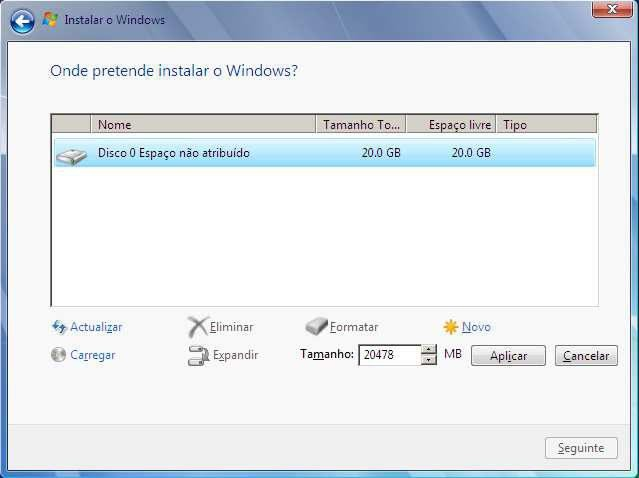 Instalar o Windows
Onde pretende instalar o Windows?
Nome Tamanho To... Espaço livre Tipo
Disco 0 Espaço não atribuído 20.0 GB 20.0 GB
Actualizar Eliminar Formatar Novo
Carregar Expandir Tamanho: 20478 MB Aplicar Cancelar
Seguinte